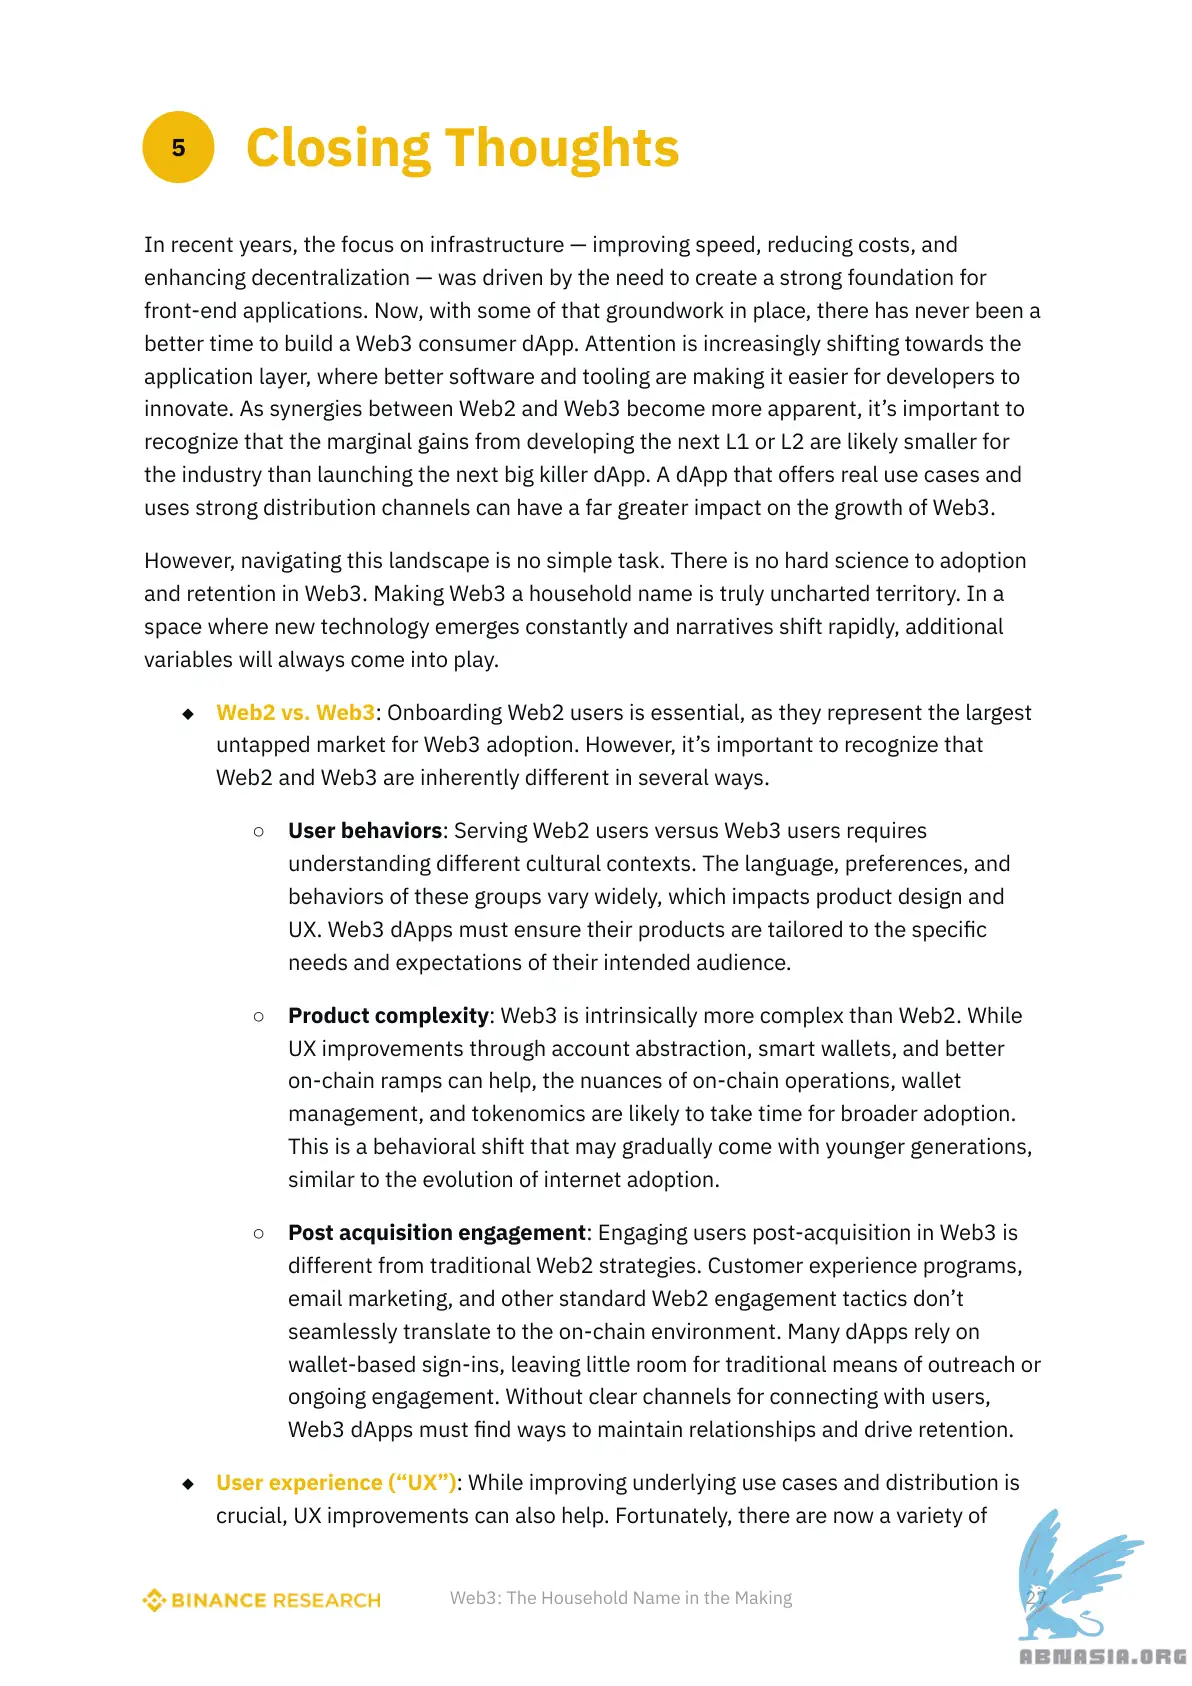 5
Closing Thoughts
In recent years, the focus on infrastructure — improving speed, reducing costs, and
enhancing decentralization — was driven by the need to create a strong foundation for
front-end applications. Now, with some of that groundwork in place, there has never been a
better time to build a Web3 consumer dApp. Attention is increasingly shifting towards the
application layer, where better software and tooling are making it easier for developers to
innovate. As synergies between Web2 and Web3 become more apparent, it’s important to
recognize that the marginal gains from developing the next L1 or L2 are likely smaller for
the industry than launching the next big killer dApp. A dApp that offers real use cases and
uses strong distribution channels can have a far greater impact on the growth of Web3.
However, navigating this landscape is no simple task. There is no hard science to adoption
and retention in Web3. Making Web3 a household name is truly uncharted territory. In a
space where new technology emerges constantly and narratives shift rapidly, additional
variables will always come into play.
◆ Web2 vs. Web3: Onboarding Web2 users is essential, as they represent the largest
untapped market for Web3 adoption. However, it’s important to recognize that
Web2 and Web3 are inherently different in several ways.
○ User behaviors: Serving Web2 users versus Web3 users requires
understanding different cultural contexts. The language, preferences, and
behaviors of these groups vary widely, which impacts product design and
UX. Web3 dApps must ensure their products are tailored to the specific
needs and expectations of their intended audience.
○ Product complexity: Web3 is intrinsically more complex than Web2. While
UX improvements through account abstraction, smart wallets, and better
on-chain ramps can help, the nuances of on-chain operations, wallet
management, and tokenomics are likely to take time for broader adoption.
This is a behavioral shift that may gradually come with younger generations,
similar to the evolution of internet adoption.
○ Post acquisition engagement: Engaging users post-acquisition in Web3 is
different from traditional Web2 strategies. Customer experience programs,
email marketing, and other standard Web2 engagement tactics don’t
seamlessly translate to the on-chain environment. Many dApps rely on
wallet-based sign-ins, leaving little room for traditional means of outreach or
ongoing engagement. Without clear channels for connecting with users,
Web3 dApps must find ways to maintain relationships and drive retention.
◆ User experience (“UX”): While improving underlying use cases and distribution is
crucial, UX improvements can also help. Fortunately, there are now a variety of
BINANCE RESEARCH
Web3: The Household Name in the Making
27
ABNASIA.ORG